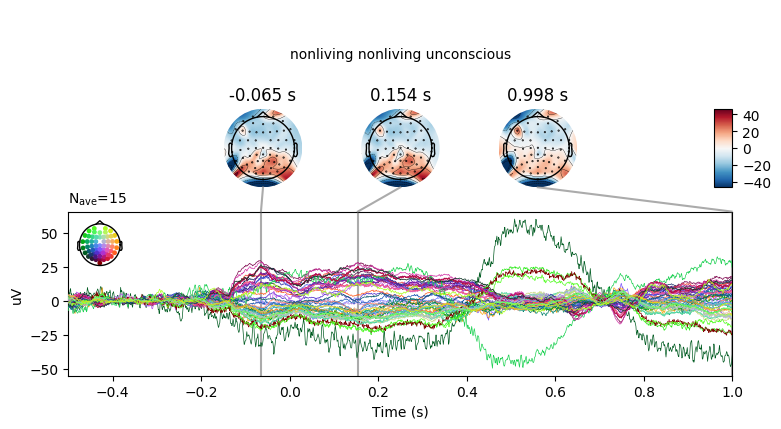 nonliving nonliving unconscious
-0.065 s 0.154 s 0.998 s
40
20
0
−20
−40
Nave=15
50
25
0
−25
−50
uV
−0.4 −0.2 0.0 0.2 0.4 0.6 0.8 1.0
Time (s)